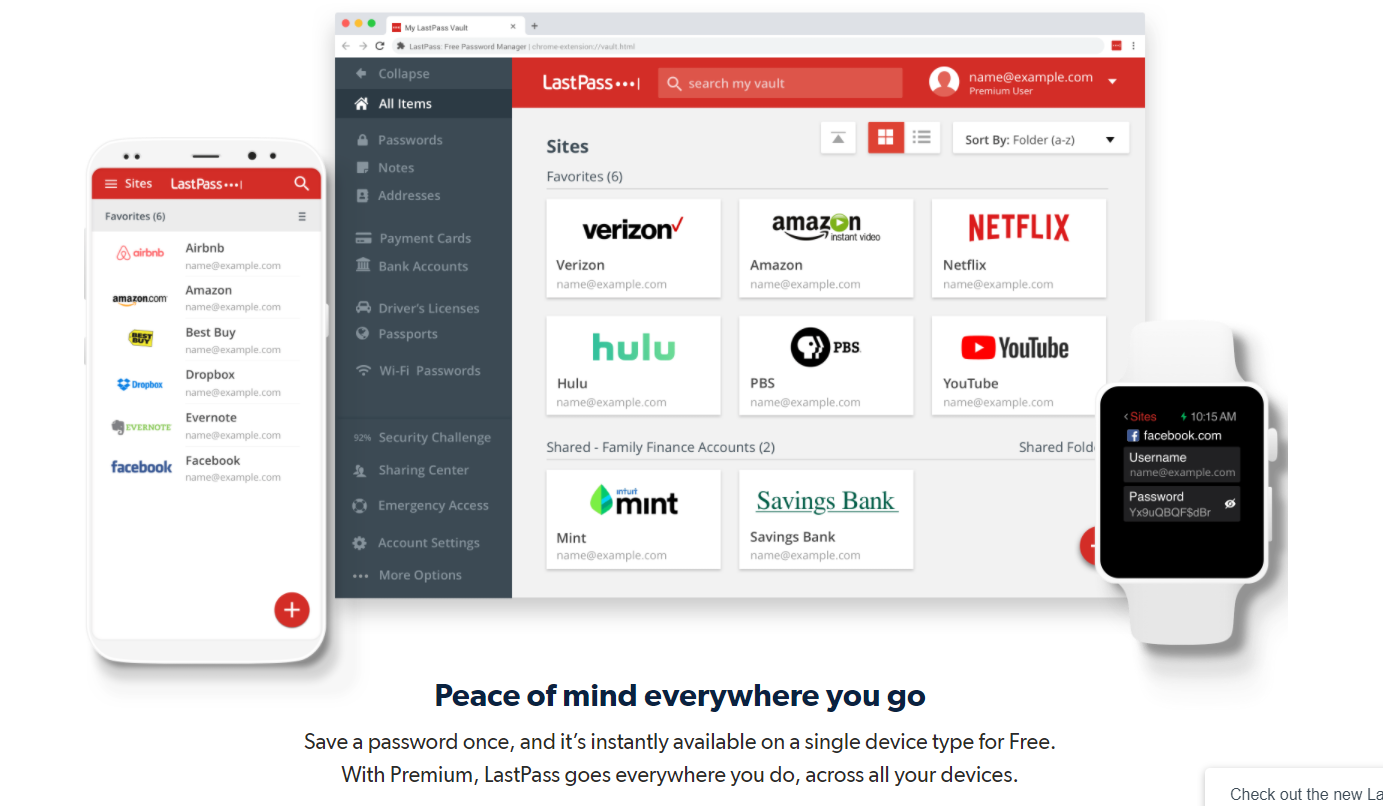 My LastPass Vault
LastPass: Free Password Manager | chrome-extension://vault.html
Collapse
All Items
Passwords
Notes
Addresses
Payment Cards
Bank Accounts
Driver's Licenses
Passports
Wi-Fi Passwords
92% Security Challenge
Sharing Center
Emergency Access
Account Settings
More Options
LastPass
search my vault
name@example.com
Premium User
Sites
Sort By: Folder (a-z)
Favorites (6)
verizon
Verizon
name@example.com
amazon
instant video
Amazon
name@example.com
NETFLIX
Netflix
name@example.com
hulu
Hulu
name@example.com
PBS
PBS
name@example.com
YouTube
YouTube
name@example.com
Shared - Family Finance Accounts (2)
Shared Fold
intuit
mint
Mint
name@example.com
Savings Bank
Savings Bank
name@example.com
Sites LastPass
Favorites (6)
airbnb
Airbnb
name@example.com
amazon.com
Amazon
name@example.com
BEST
BUY
Best Buy
name@example.com
Dropbox
Dropbox
name@example.com
EVERNOTE
Evernote
name@example.com
facebook
Facebook
name@example.com
Sites 10:15 AM
facebook.com
Username
name@example.com
Password
Yx9uQBQF$dBr
Peace of mind everywhere you go
Save a password once, and it’s instantly available on a single device type for Free.
With Premium, LastPass goes everywhere you do, across all your devices.
Check out the new La